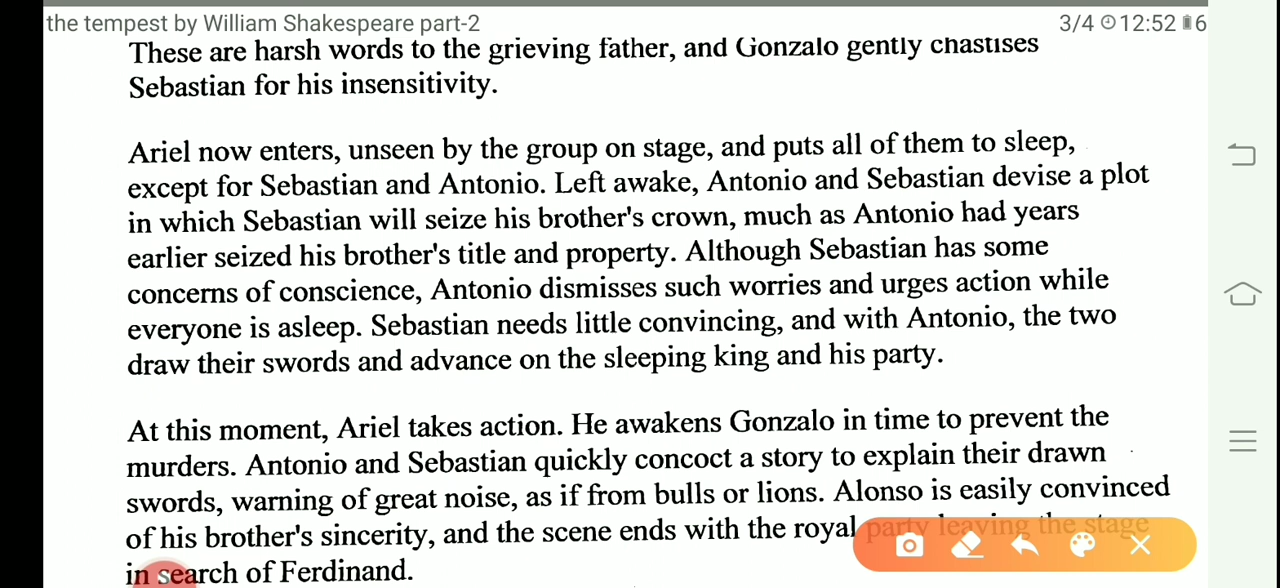 the tempest by William Shakespeare part-2 3/4 12:52 6
These are harsh words to the grieving father, and Gonzalo gently chastises
Sebastian for his insensitivity.
Ariel now enters, unseen by the group on stage, and puts all of them to sleep,
except for Sebastian and Antonio. Left awake, Antonio and Sebastian devise a plot
in which Sebastian will seize his brother's crown, much as Antonio had years
earlier seized his brother's title and property. Although Sebastian has some
concerns of conscience, Antonio dismisses such worries and urges action while
everyone is asleep. Sebastian needs little convincing, and with Antonio, the two
draw their swords and advance on the sleeping king and his party.
At this moment, Ariel takes action. He awakens Gonzalo in time to prevent the
murders. Antonio and Sebastian quickly concoct a story to explain their drawn
swords, warning of great noise, as if from bulls or lions. Alonso is easily convinced
of his brother's sincerity, and the scene ends with the royal party leaving the stage
in search of Ferdinand.